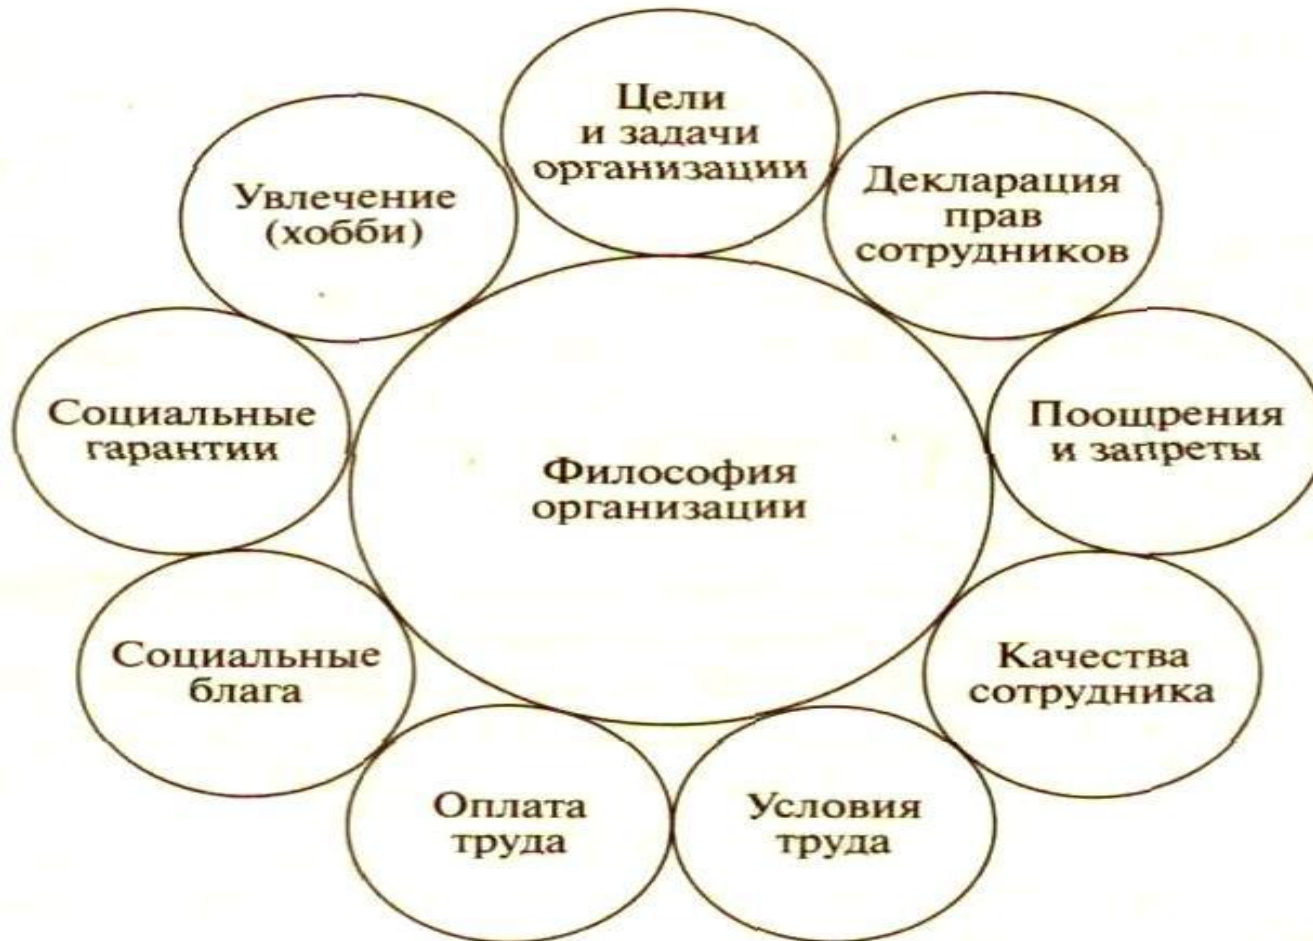 Цели
и задачи
организации
Декларация
прав
сотрудников
Поощрения
и запреты
Качества
сотрудника
Условия
труда
Оплата
труда
Социальные
блага
Социальные
гарантии
Увлечение
(хобби)
Философия
организации